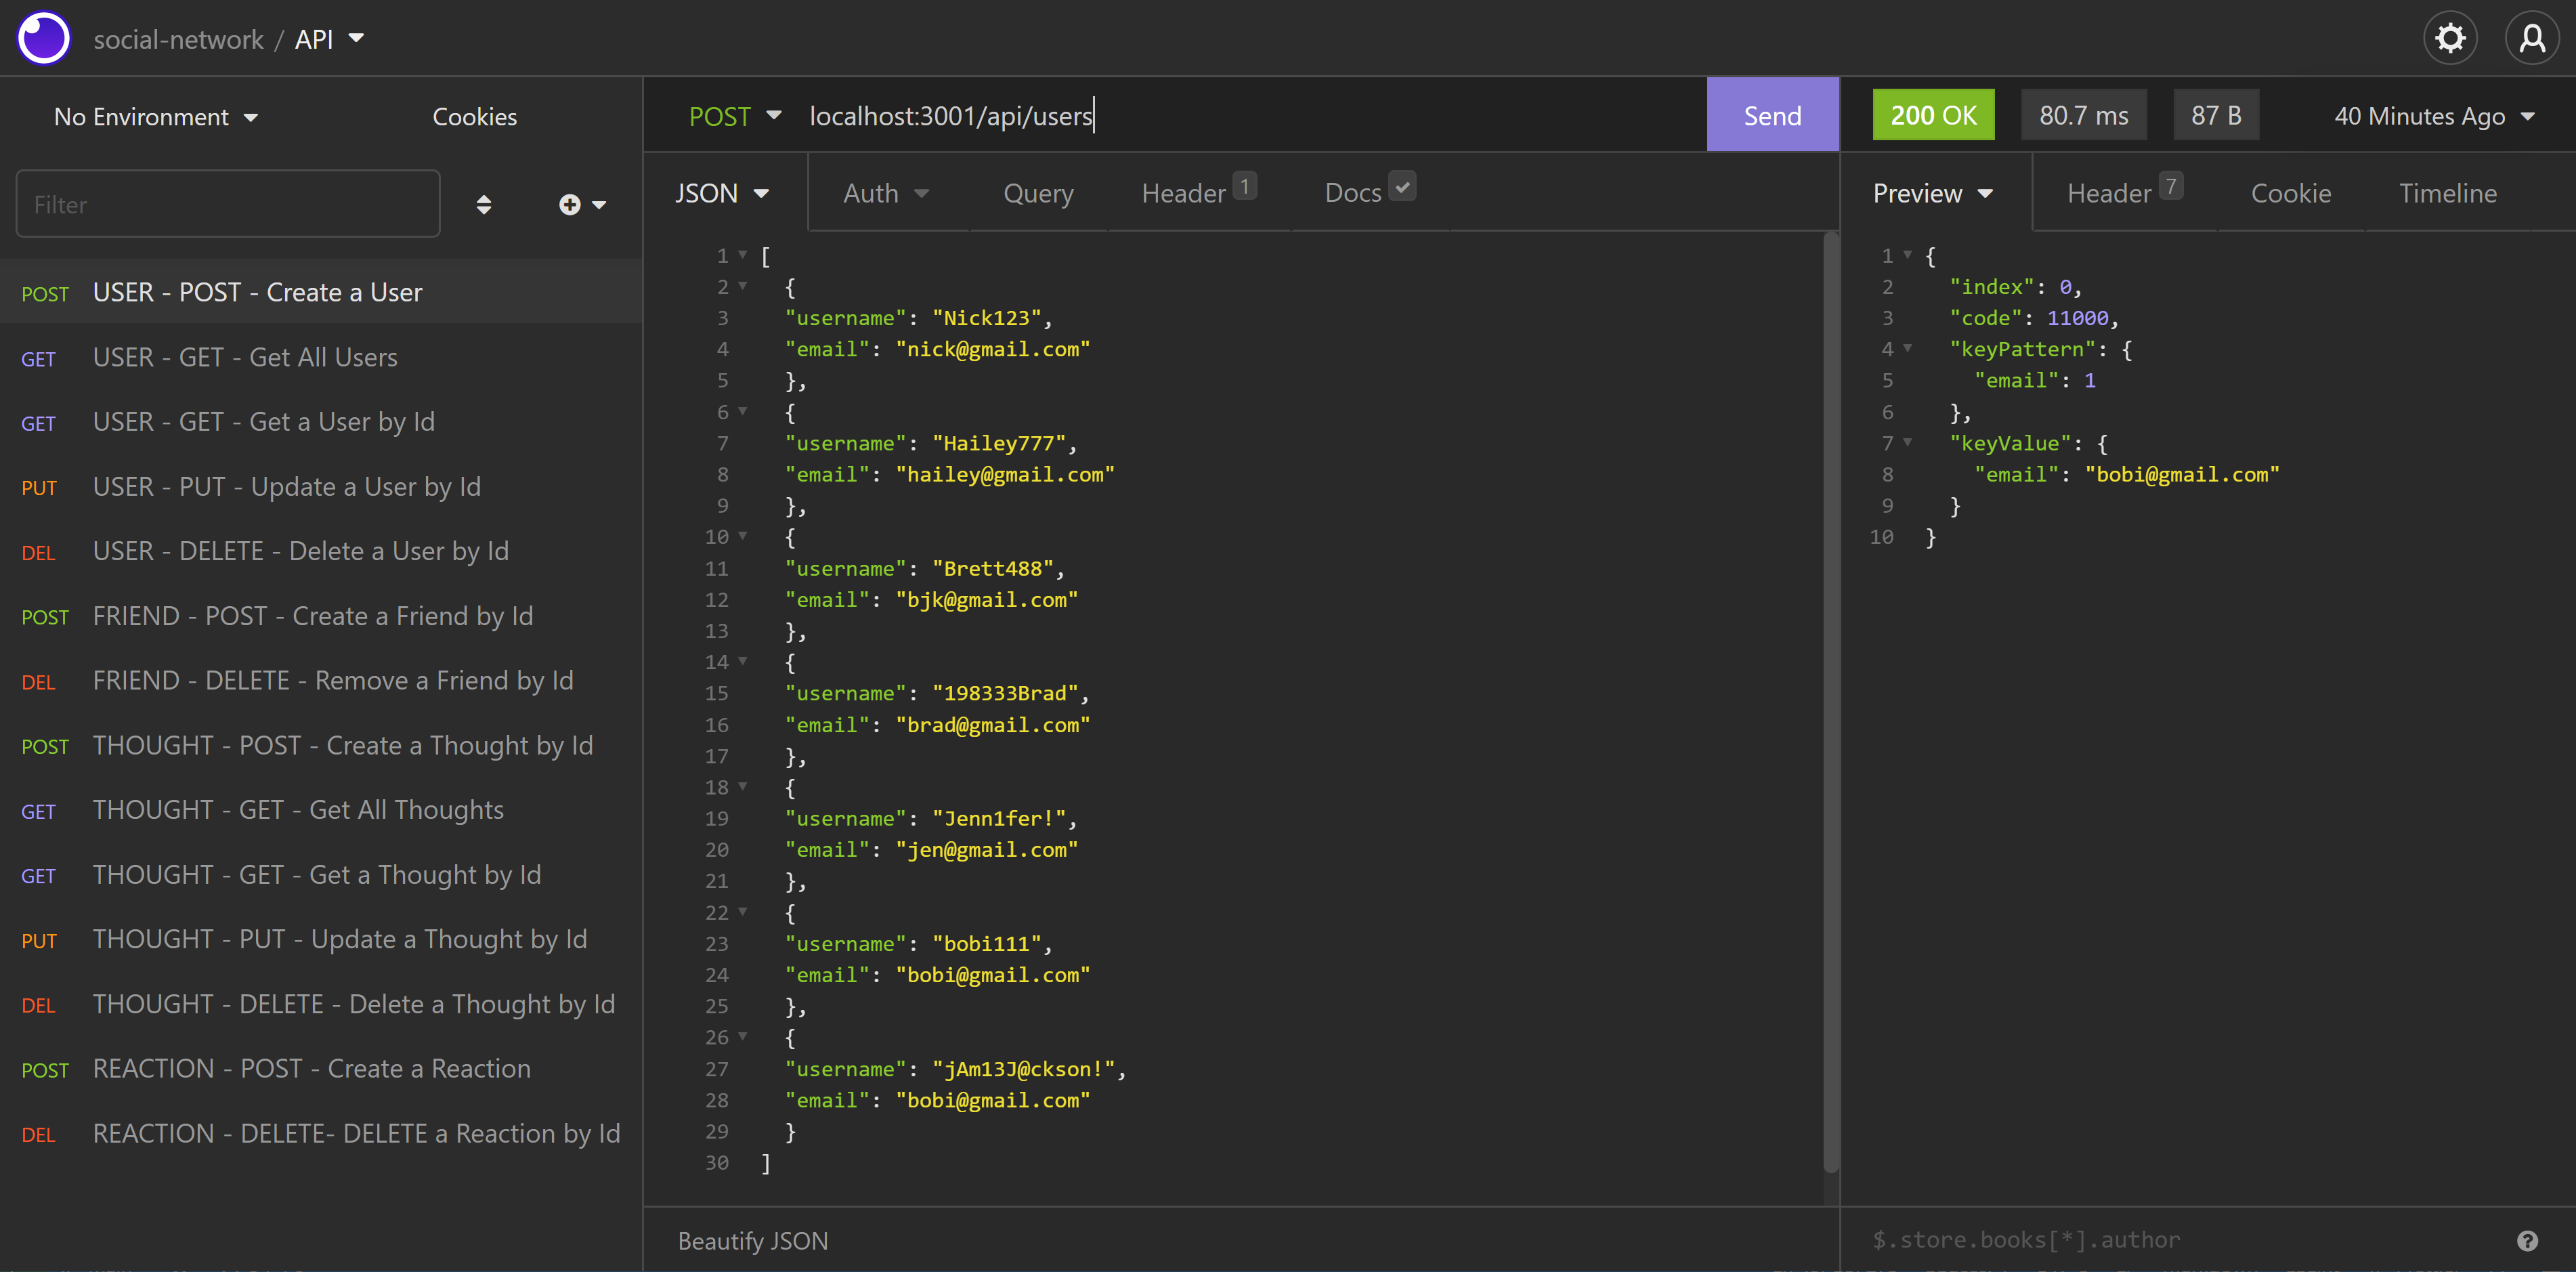 social-network / API
No Environment
Cookies
Filter
POST USER - POST - Create a User
GET USER - GET - Get All Users
GET USER - GET - Get a User by Id
PUT USER - PUT - Update a User by Id
DEL USER - DELETE - Delete a User by Id
POST FRIEND - POST - Create a Friend by Id
DEL FRIEND - DELETE - Remove a Friend by Id
POST THOUGHT - POST - Create a Thought by Id
GET THOUGHT - GET - Get All Thoughts
GET THOUGHT - GET - Get a Thought by Id
PUT THOUGHT - PUT - Update a Thought by Id
DEL THOUGHT - DELETE - Delete a Thought by Id
POST REACTION - POST - Create a Reaction
DEL REACTION - DELETE- DELETE a Reaction by Id
POST localhost:3001/api/users Send
JSON Auth Query Header 1 Docs
1 [
2 {
3 "username": "Nick123",
4 "email": "nick@gmail.com"
5 },
6 {
7 "username": "Hailey777",
8 "email": "hailey@gmail.com"
9 },
10 {
11 "username": "Brett488",
12 "email": "bjk@gmail.com"
13 },
14 {
15 "username": "198333Brad",
16 "email": "brad@gmail.com"
17 },
18 {
19 "username": "Jenn1fer!",
20 "email": "jen@gmail.com"
21 },
22 {
23 "username": "bobi111",
24 "email": "bobi@gmail.com"
25 },
26 {
27 "username": "jAm13J@ckson!",
28 "email": "bobi@gmail.com"
29 }
30 ]
Beautify JSON
200 OK 80.7 ms 87 B 40 Minutes Ago
Preview Header 7 Cookie Timeline
1 {
2 "index": 0,
3 "code": 11000,
4 "keyPattern": {
5 "email": 1
6 },
7 "keyValue": {
8 "email": "bobi@gmail.com"
9 }
10 }
$.store.books[*].author